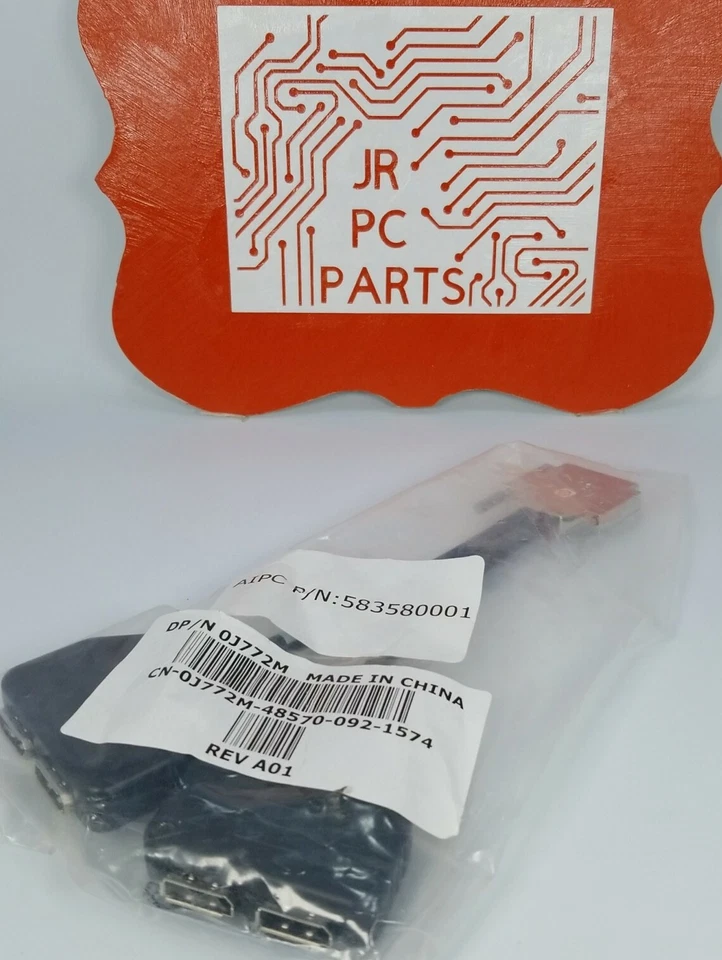 JR
PC
PARTS
AIPC P/N:583580001
DP/N 0J772M MADE IN CHINA
CN-0J772M-48570-092-1574
REV A01